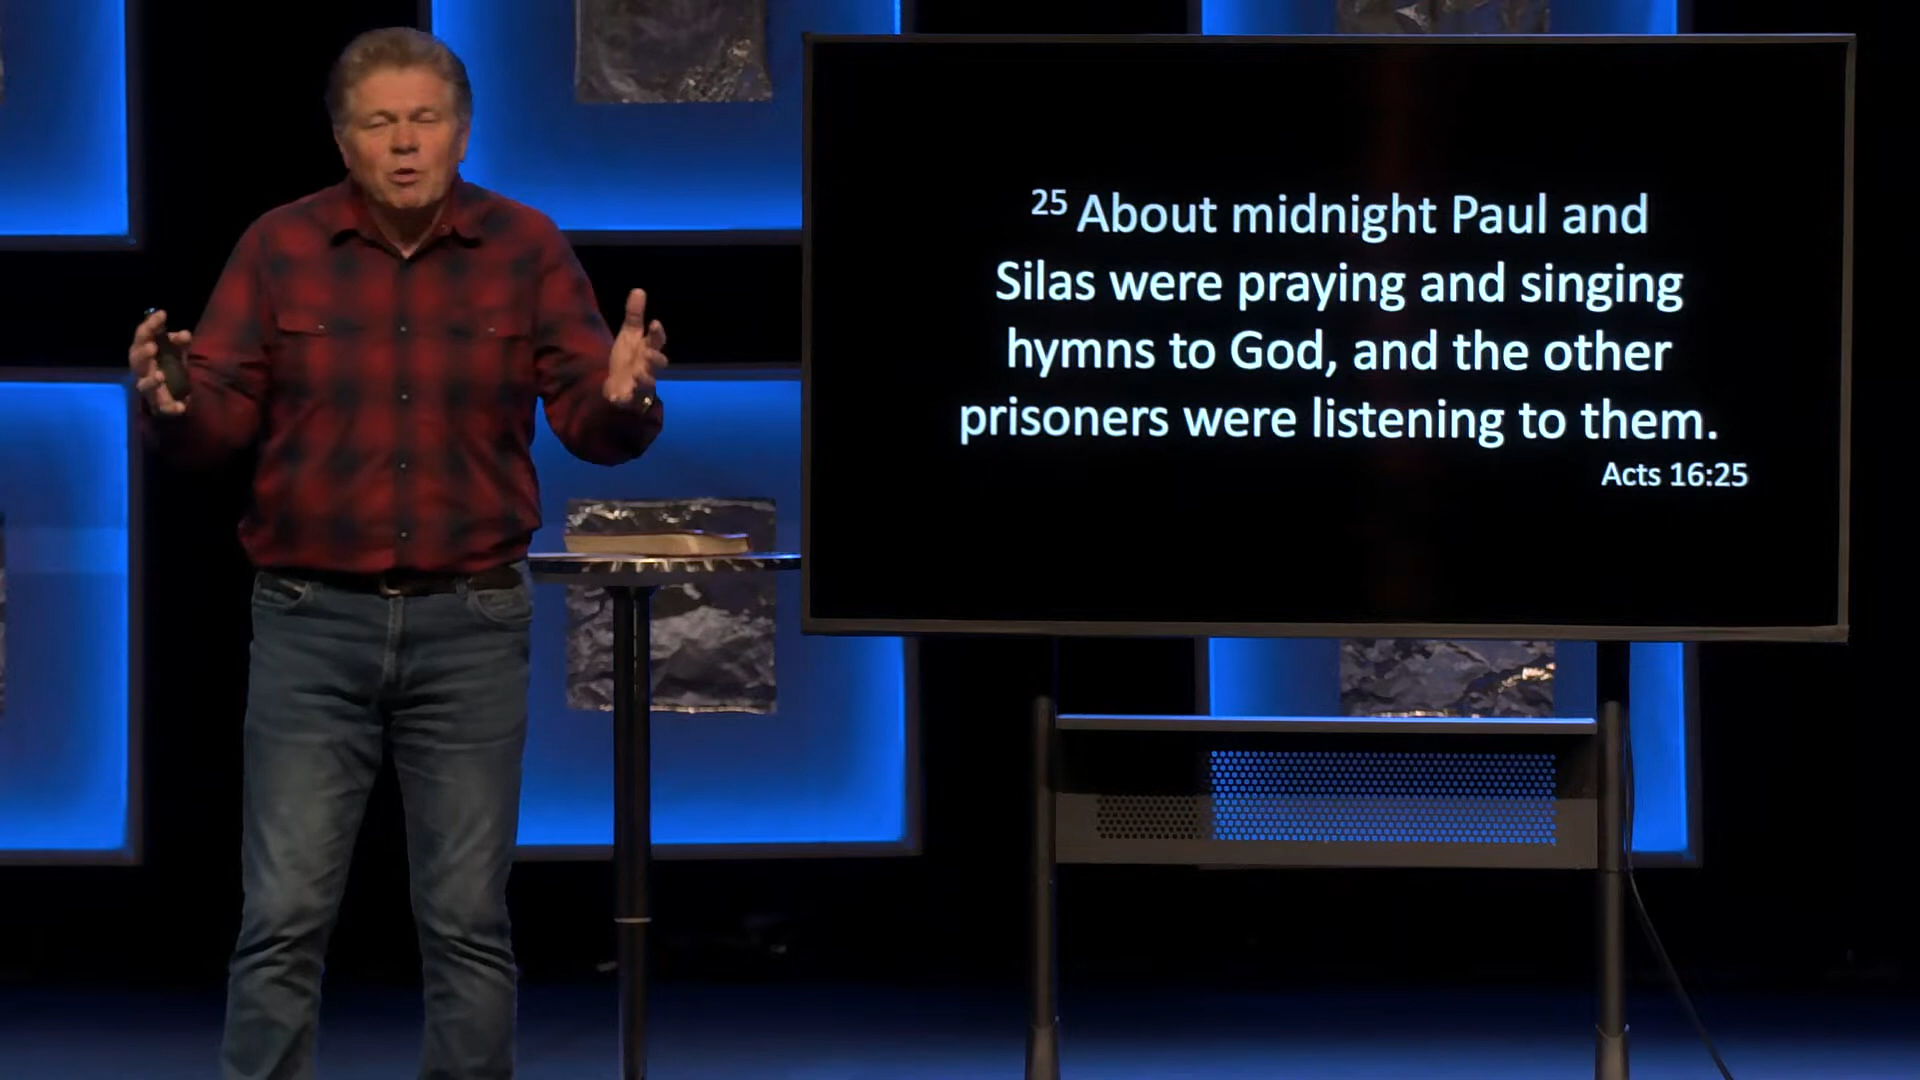 25 About midnight Paul and
Silas were praying and singing
hymns to God, and the other
prisoners were listening to them.
Acts 16:25